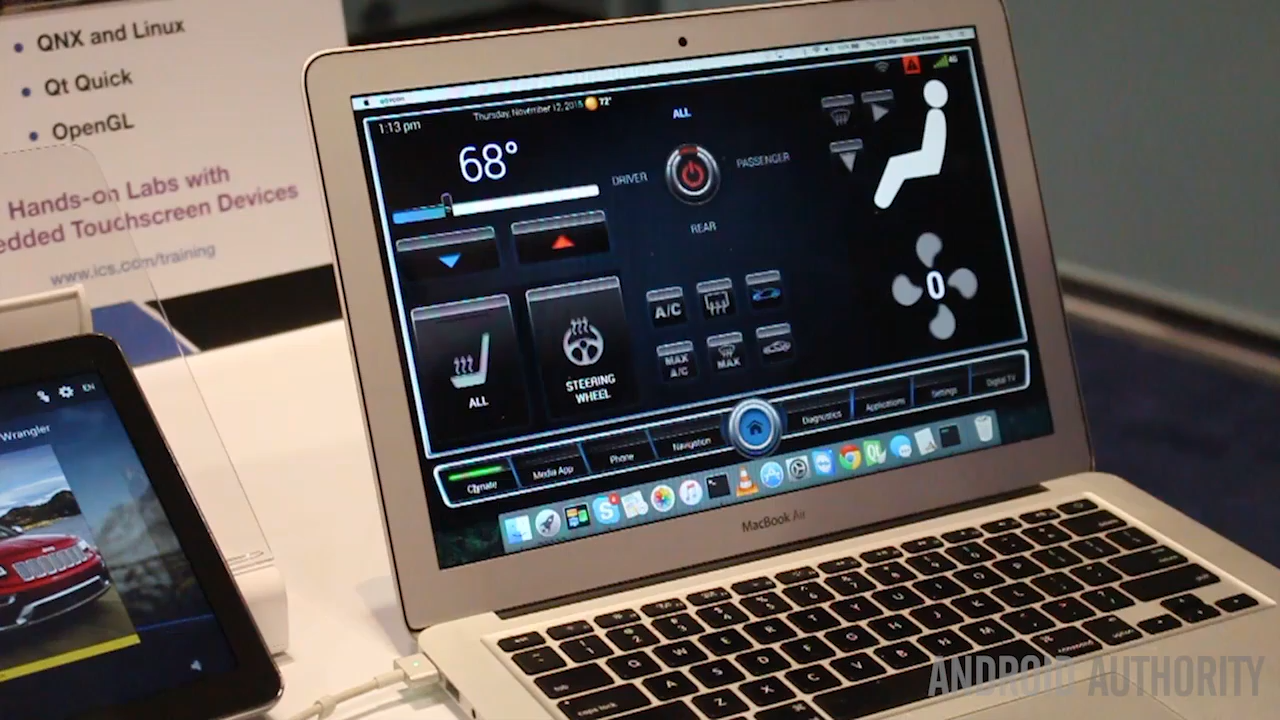 QNX and Linux
Qt Quick
OpenGL
Hands-on Labs with
edded Touchscreen Devices
www.ics.com/training
EN
Wrangler
1:13 pm
Thursday, November 12, 2015
72°
4G
68°
ALL
DRIVER
PASSENGER
REAR
0
ALL
STEERING
WHEEL
A/C
MAX
A/C
MAX
Climate
Media App
Phone
Navigation
Diagnostics
Applications
Settings
Digital TV
MacBook Air
ANDROID AUTHORITY